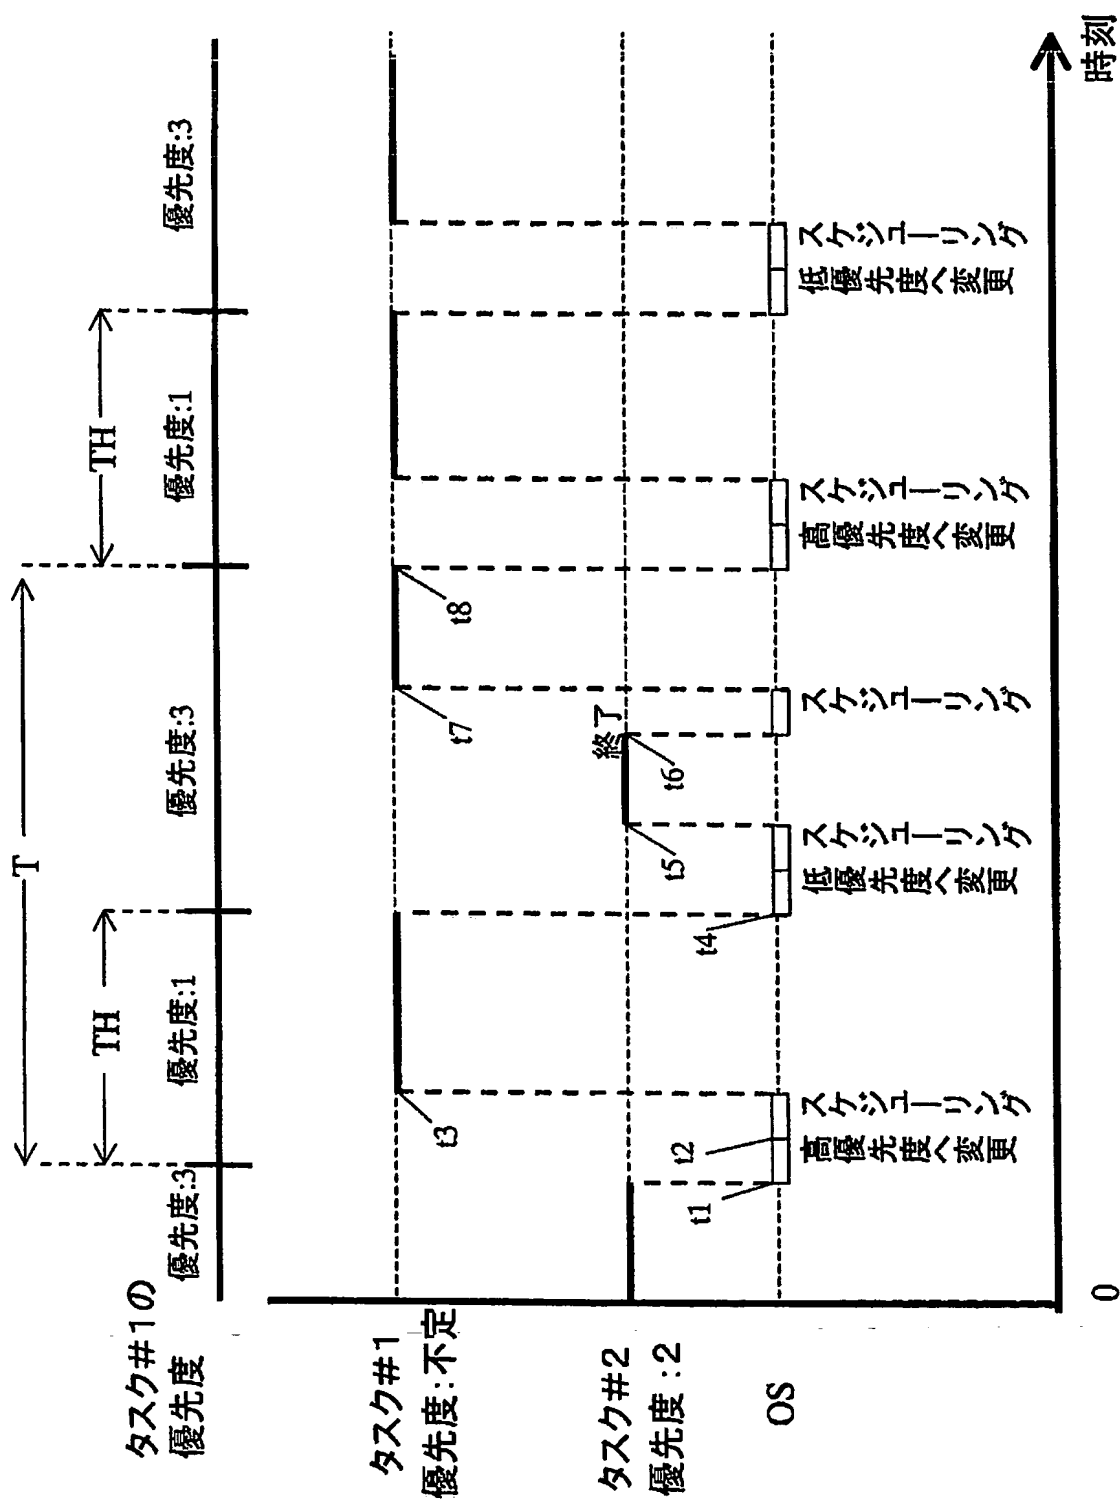 T
TH
TH
タスク#1の
優先度
優先度:3
優先度:1
優先度:3
優先度:1
優先度:3
タスク#1
優先度:不定
t3
t7
t8
タスク#2
優先度:2
終了
t5
t6
OS
t1
t2
t4
高優先度へ変更
スケジューリング
低優先度へ変更
スケジューリング
スケジューリング
高優先度へ変更
スケジューリング
低優先度へ変更
スケジューリング
0
時刻